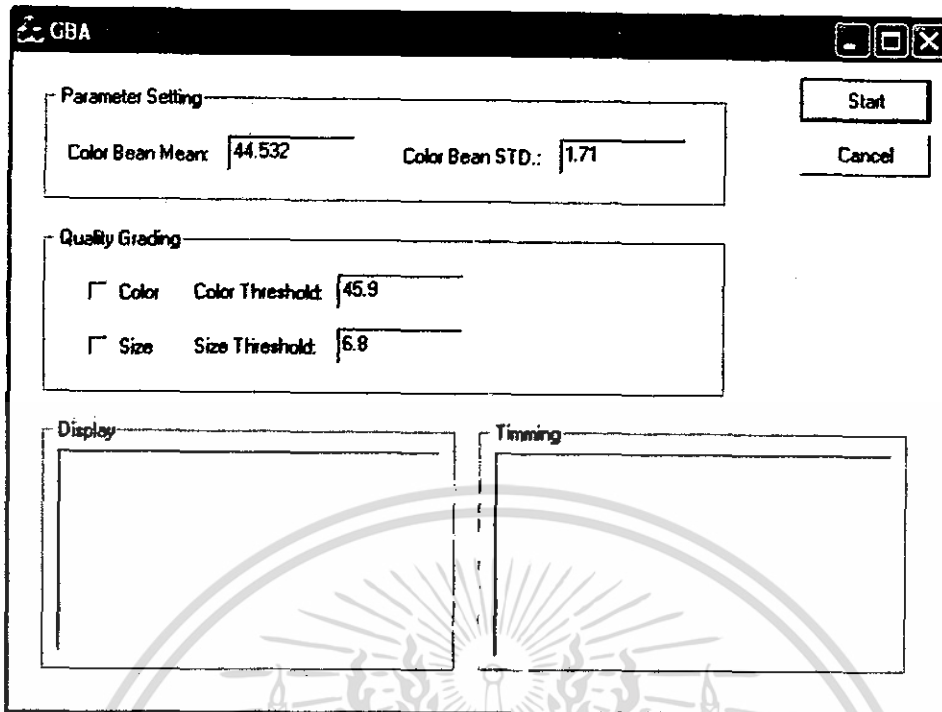 GBA
Parameter Setting
Color Bean Mean: 44.532 Color Bean STD.: 1.71
Start
Cancel
Quality Grading
Color Color Threshold: 45.9
Size Size Threshold: 6.8
Display
Timming